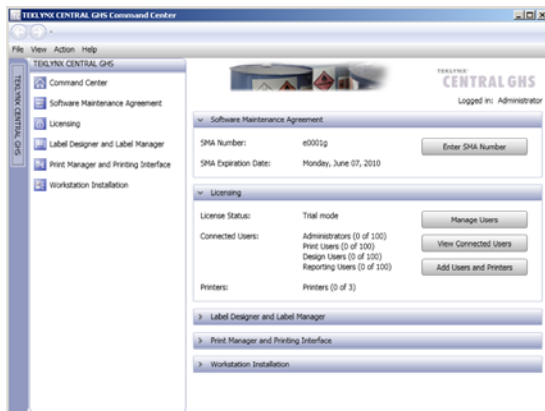 TEKLYNX CENTRAL GHS Command Center
File View Action Help
TEKLYNX CENTRAL GHS
TEKLYNX CENTRAL GHS
Command Center
Software Maintenance Agreement
Licensing
Label Designer and Label Manager
Print Manager and Printing Interface
Workstation Installation
TEKLYNX
CENTRAL GHS
Logged in: Administrator
Software Maintenance Agreement
SMA Number: e0001g
Enter SMA Number
SMA Expiration Date: Monday, June 07, 2010
Licensing
License Status: Trial mode
Manage Users
Connected Users: Administrators (0 of 100)
Print Users (0 of 100)
View Connected Users
Design Users (0 of 100)
Reporting Users (0 of 100)
Add Users and Printers
Printers: Printers (0 of 3)
Label Designer and Label Manager
Print Manager and Printing Interface
Workstation Installation